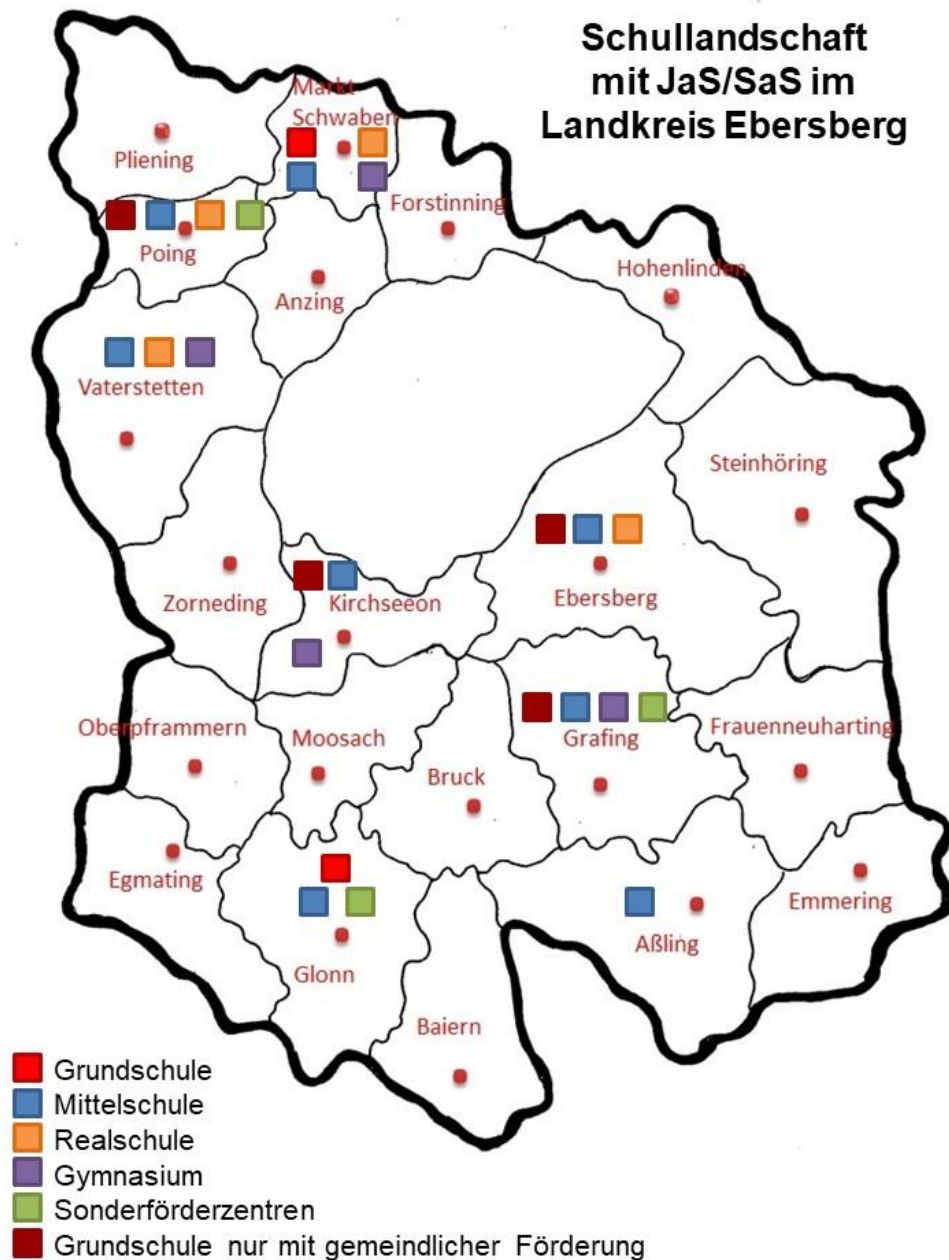 Schullandschaft
mit JaS/SaS im
Landkreis Ebersberg
Markt
Schwaben
Pliening
Forstinning
Poing
Hohenlinden
Anzing
Vaterstetten
Steinhöring
Zorneding
Kirchseeon
Ebersberg
Oberpframmern
Moosach
Grafing
Frauenneuharting
Bruck
Egmating
Emmering
Aßling
Glonn
Baiern
Grundschule
Mittelschule
Realschule
Gymnasium
Sonderförderzentren
Grundschule nur mit gemeindlicher Förderung